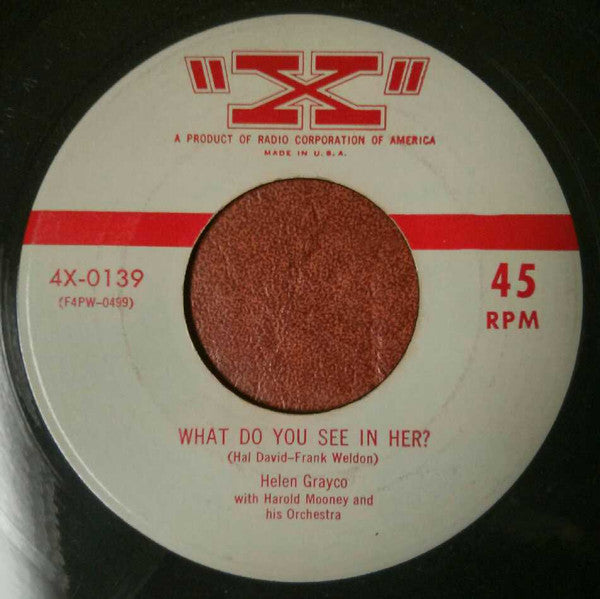 "X"
A PRODUCT OF RADIO CORPORATION OF AMERICA
MADE IN U.S.A.
4X-0139
(F4PW-0499)
45
RPM
WHAT DO YOU SEE IN HER?
(Hal David-Frank Weldon)
Helen Grayco
with Harold Mooney and
his Orchestra